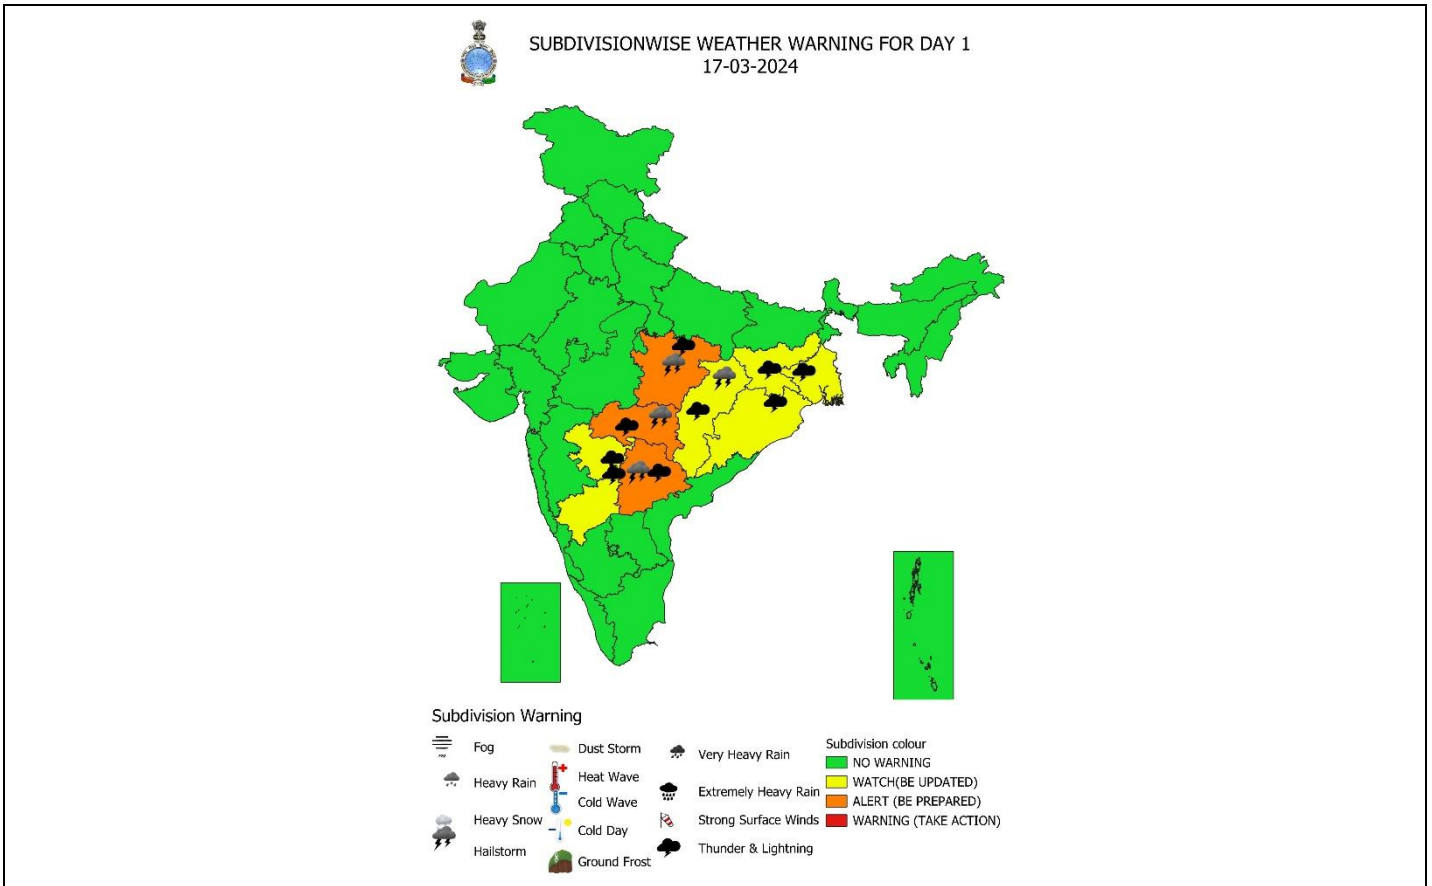 SUBDIVISIONWISE WEATHER WARNING FOR DAY 1
17-03-2024
Subdivision Warning
Fog
Heavy Rain
Heavy Snow
Hailstorm
Dust Storm
Heat Wave
Cold Wave
Cold Day
Ground Frost
Very Heavy Rain
Extremely Heavy Rain
Strong Surface Winds
Thunder & Lightning
Subdivision colour
NO WARNING
WATCH(BE UPDATED)
ALERT (BE PREPARED)
WARNING (TAKE ACTION)